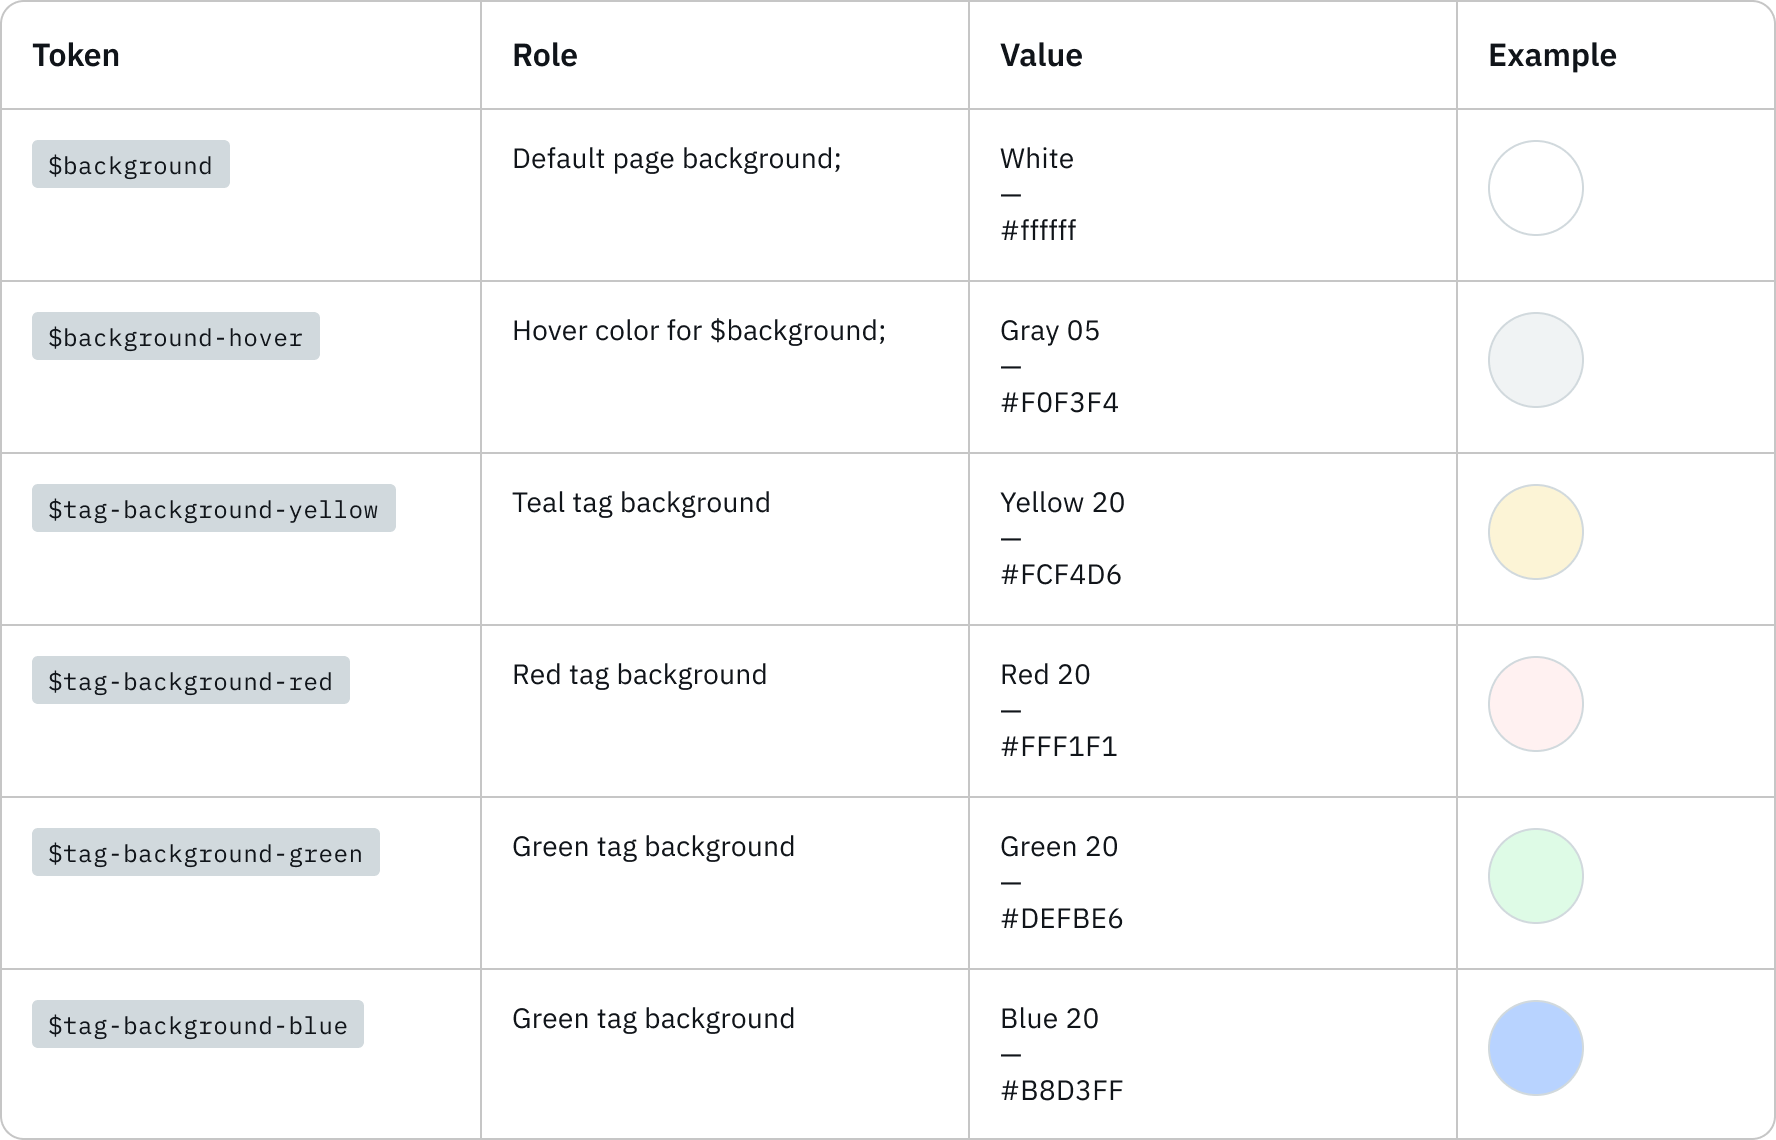 Token Role Value Example
$background Default page background; White
—
#ffffff
$background-hover Hover color for $background; Gray 05
—
#F0F3F4
$tag-background-yellow Teal tag background Yellow 20
—
#FCF4D6
$tag-background-red Red tag background Red 20
—
#FFF1F1
$tag-background-green Green tag background Green 20
—
#DEFBE6
$tag-background-blue Green tag background Blue 20
—
#B8D3FF